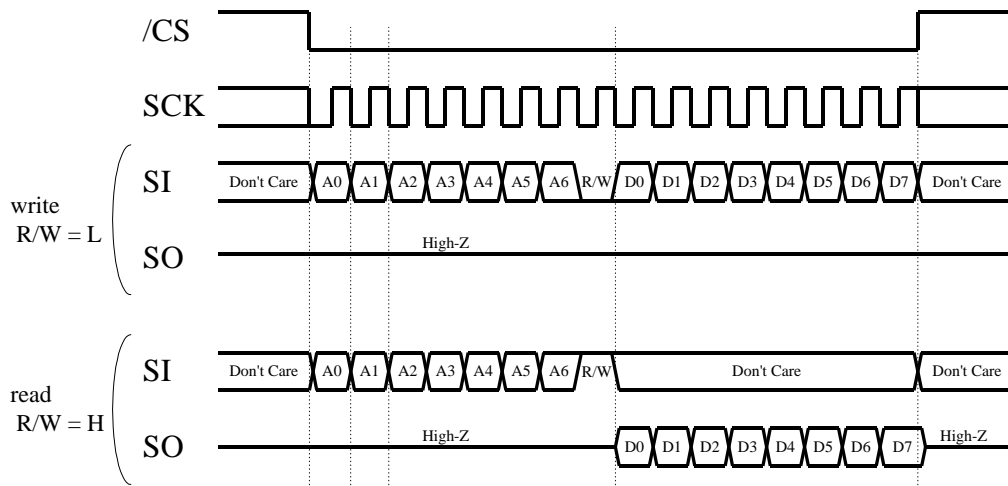 /CS
SCK
write
R/W = L
SI
Don't Care A0 A1 A2 A3 A4 A5 A6 R/W D0 D1 D2 D3 D4 D5 D6 D7 Don't Care
SO
High-Z
read
R/W = H
SI
Don't Care A0 A1 A2 A3 A4 A5 A6 R/W Don't Care Don't Care
SO
High-Z D0 D1 D2 D3 D4 D5 D6 D7 High-Z